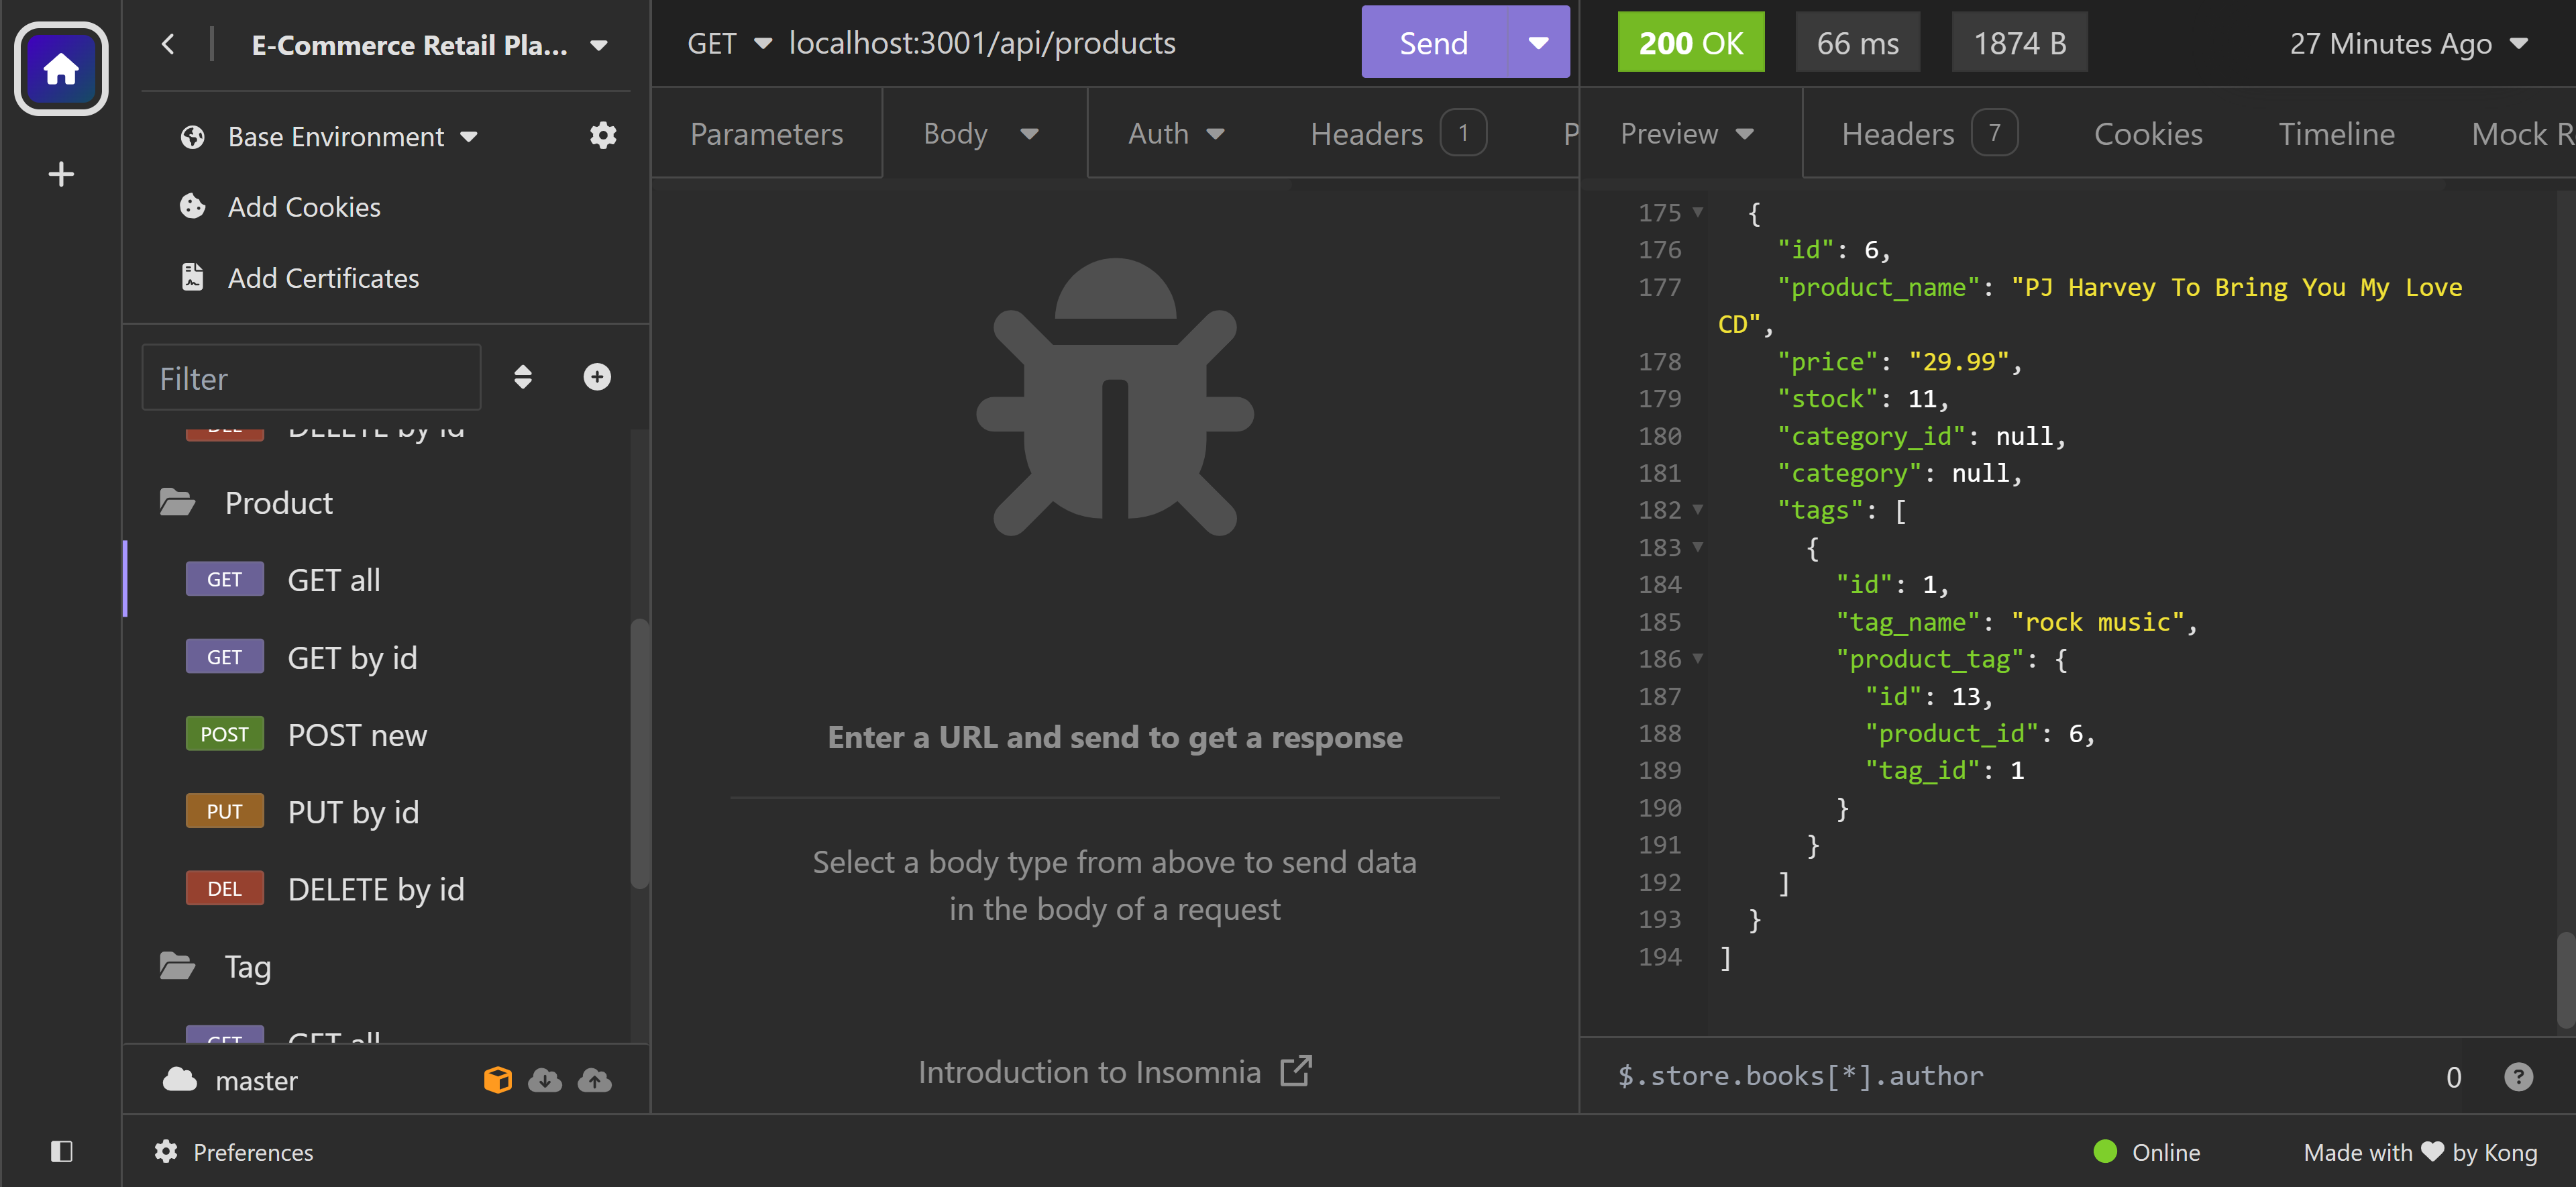 E-Commerce Retail Pla...
Base Environment
Add Cookies
Add Certificates
Filter
DEL DELETE by id
Product
GET GET all
GET GET by id
POST POST new
PUT PUT by id
DEL DELETE by id
Tag
GET GET all
master
Preferences
GET localhost:3001/api/products
Send
Parameters Body Auth Headers 1 P
Enter a URL and send to get a response
Select a body type from above to send data
in the body of a request
Introduction to Insomnia
200 OK 66 ms 1874 B 27 Minutes Ago
Preview Headers 7 Cookies Timeline Mock R
175 {
176 "id": 6,
177 "product_name": "PJ Harvey To Bring You My Love
CD",
178 "price": "29.99",
179 "stock": 11,
180 "category_id": null,
181 "category": null,
182 "tags": [
183 {
184 "id": 1,
185 "tag_name": "rock music",
186 "product_tag": {
187 "id": 13,
188 "product_id": 6,
189 "tag_id": 1
190 }
191 }
192 ]
193 }
194 ]
$.store.books[*].author 0 ?
Online Made with by Kong